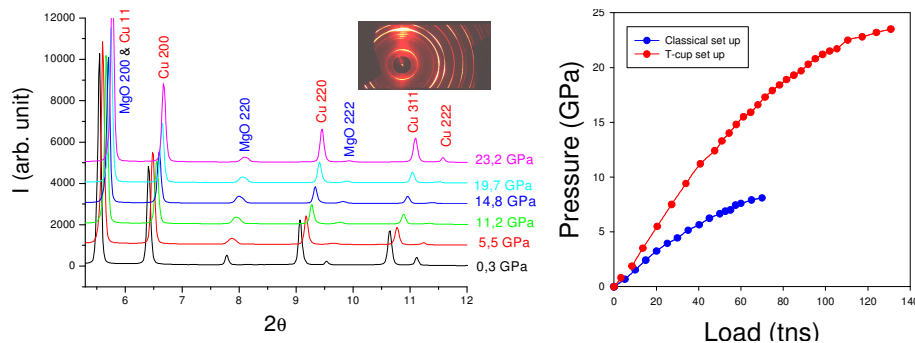 12000
10000
8000
6000
4000
2000
0
I (arb. unit)
MgO 200 & Cu 11
Cu 200
MgO 220
Cu 220
MgO 222
Cu 311
Cu 222
23,2 GPa
19,7 GPa
14,8 GPa
11,2 GPa
5,5 GPa
0,3 GPa
6 7 8 9 10 11 12
2θ
25
20
15
10
5
0
Pressure (GPa)
Classical set up
T-cup set up
0 20 40 60 80 100 120 140
Load (tns)